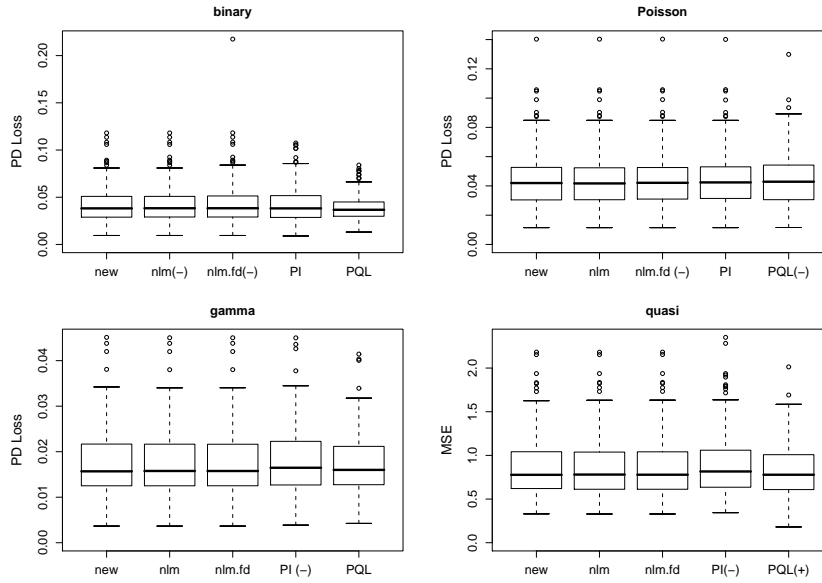 binary
PD Loss
0.20
0.15
0.10
0.05
0.00
new nlm(−) nlm.fd(−) PI PQL
Poisson
PD Loss
0.12
0.08
0.04
0.00
new nlm nlm.fd (−) PI PQL(−)
gamma
PD Loss
0.04
0.03
0.02
0.01
0.00
new nlm nlm.fd PI (−) PQL
quasi
MSE
2.0
1.5
1.0
0.5
0.0
new nlm nlm.fd PI(−) PQL(+)